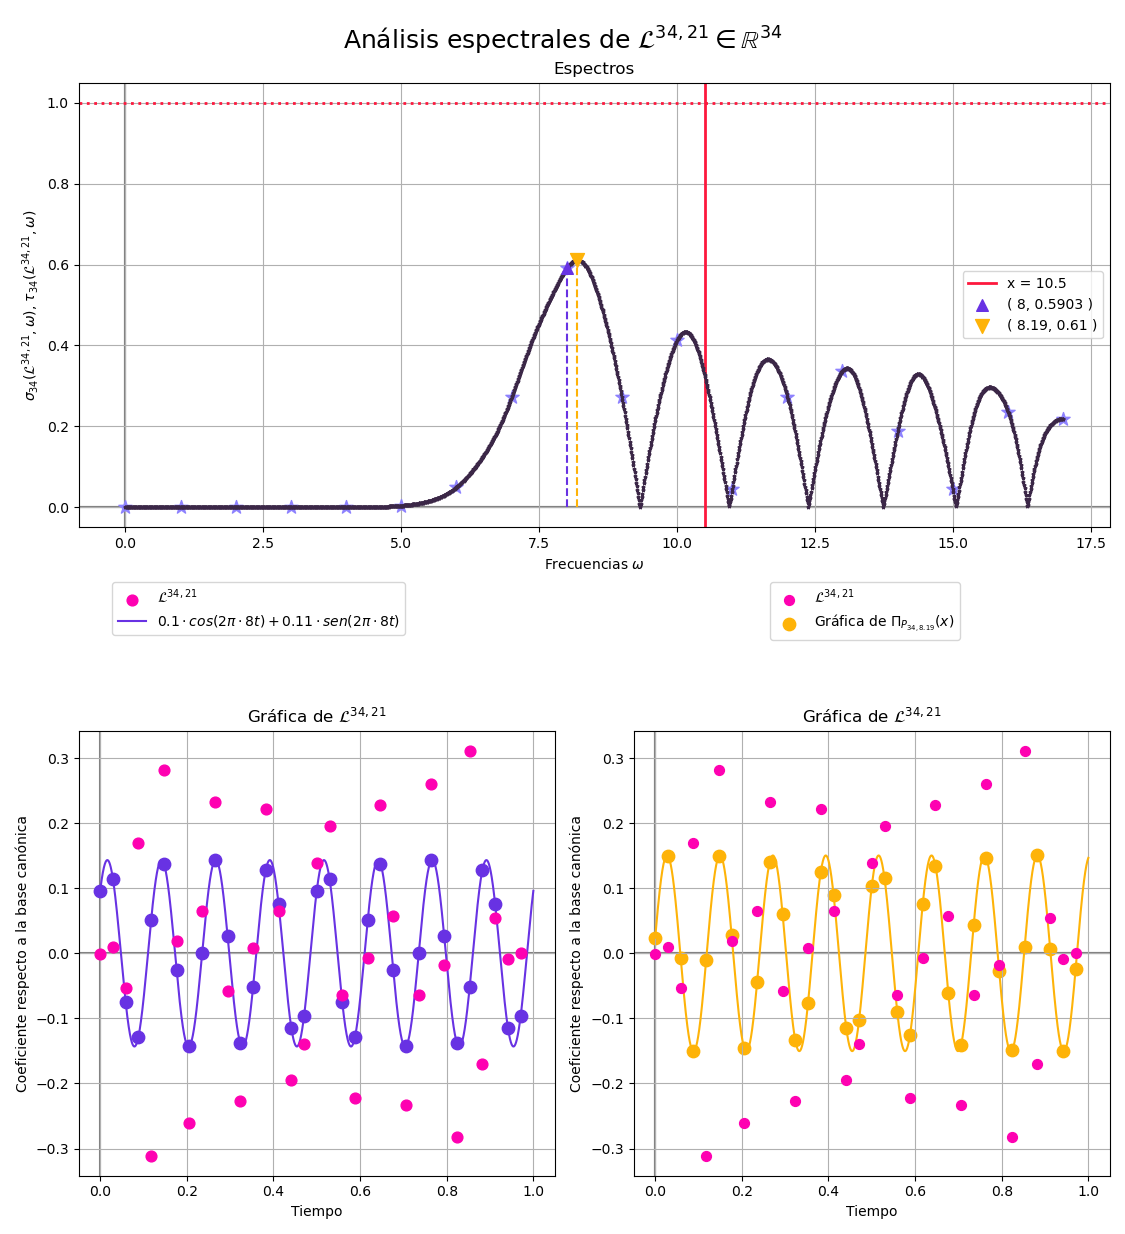 Análisis espectrales de 𝓛^{34,21} ∈ ℝ^{34}
Espectros
σ_{34}(𝓛^{34,21}, ω), τ_{34}(𝓛^{34,21}, ω)
1.0
0.8
0.6
0.4
0.2
0.0
x = 10.5
( 8, 0.5903 )
( 8.19, 0.61 )
0.0 2.5 5.0 7.5 10.0 12.5 15.0 17.5
Frecuencias ω
𝓛^{34,21}
0.1 · cos(2π · 8t) + 0.11 · sen(2π · 8t)
𝓛^{34,21}
Gráfica de Π_{P_{34,8.19}}(x)
Gráfica de 𝓛^{34,21}
Coeficiente respecto a la base canónica
0.3
0.2
0.1
0.0
−0.1
−0.2
−0.3
0.0 0.2 0.4 0.6 0.8 1.0
Tiempo
Gráfica de 𝓛^{34,21}
Coeficiente respecto a la base canónica
0.3
0.2
0.1
0.0
−0.1
−0.2
−0.3
0.0 0.2 0.4 0.6 0.8 1.0
Tiempo